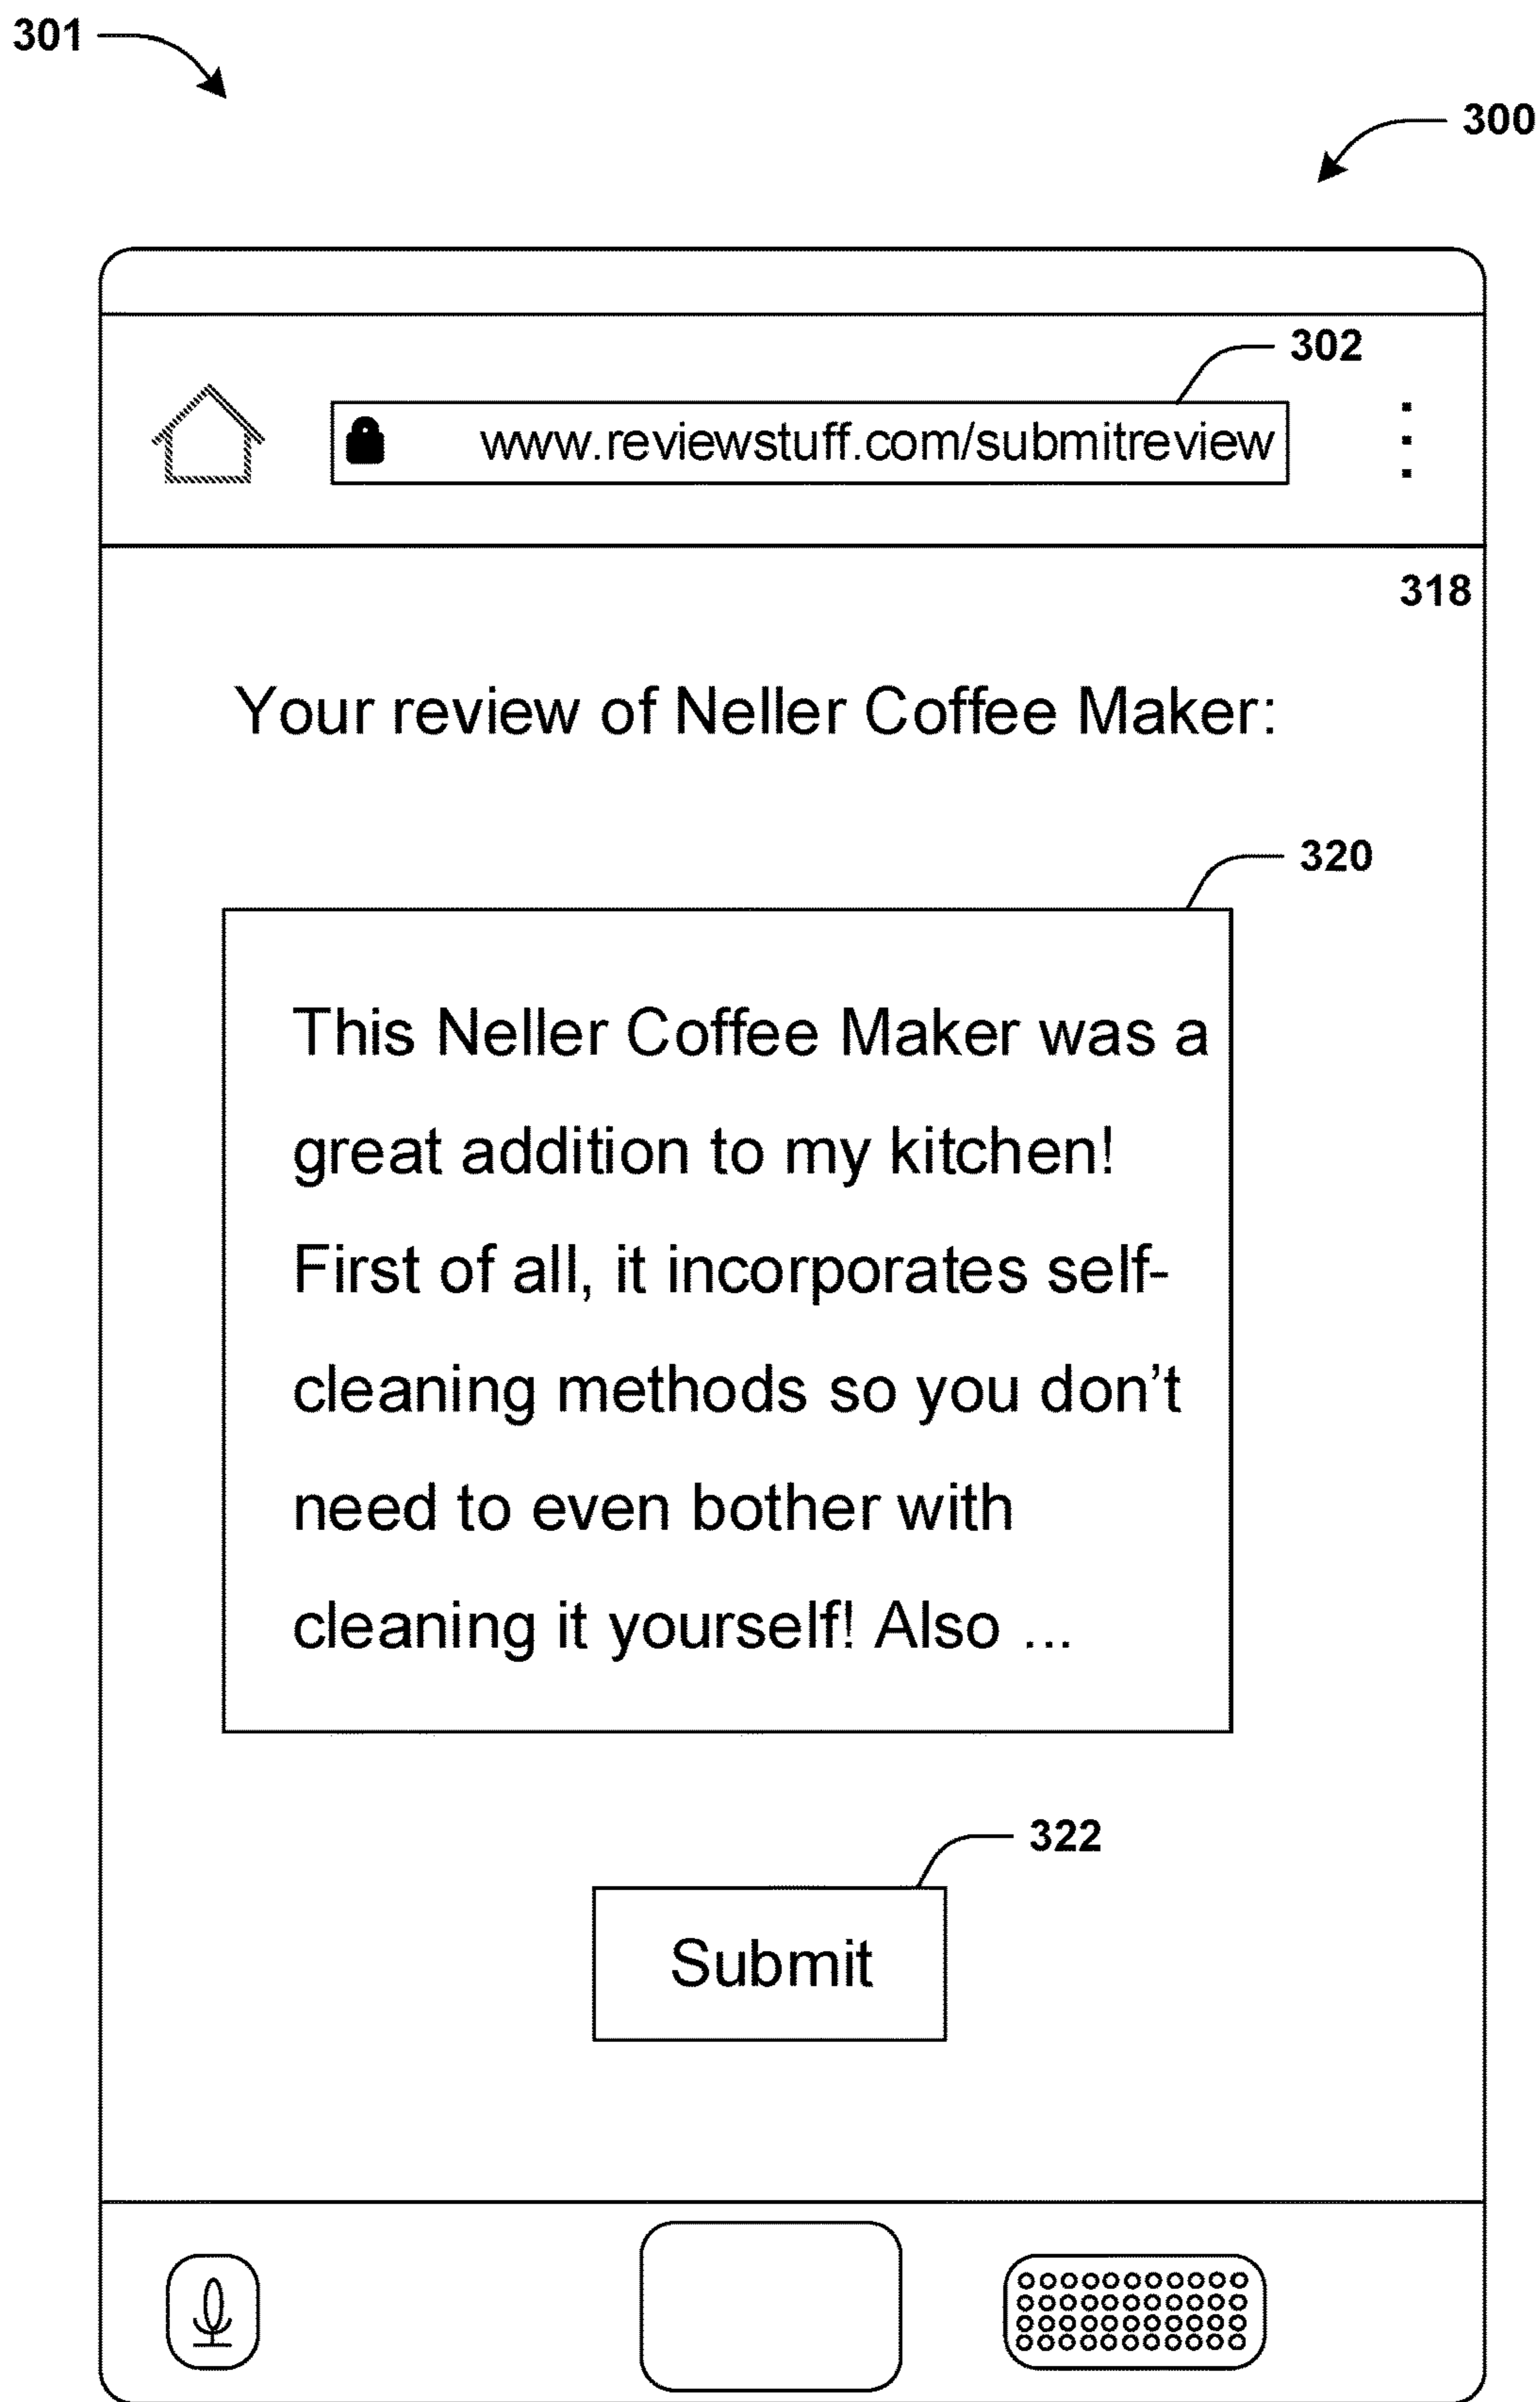 301
300
302
www.reviewstuff.com/submitreview
318
Your review of Neller Coffee Maker:
320
This Neller Coffee Maker was a
great addition to my kitchen!
First of all, it incorporates self-
cleaning methods so you don't
need to even bother with
cleaning it yourself! Also ...
322
Submit